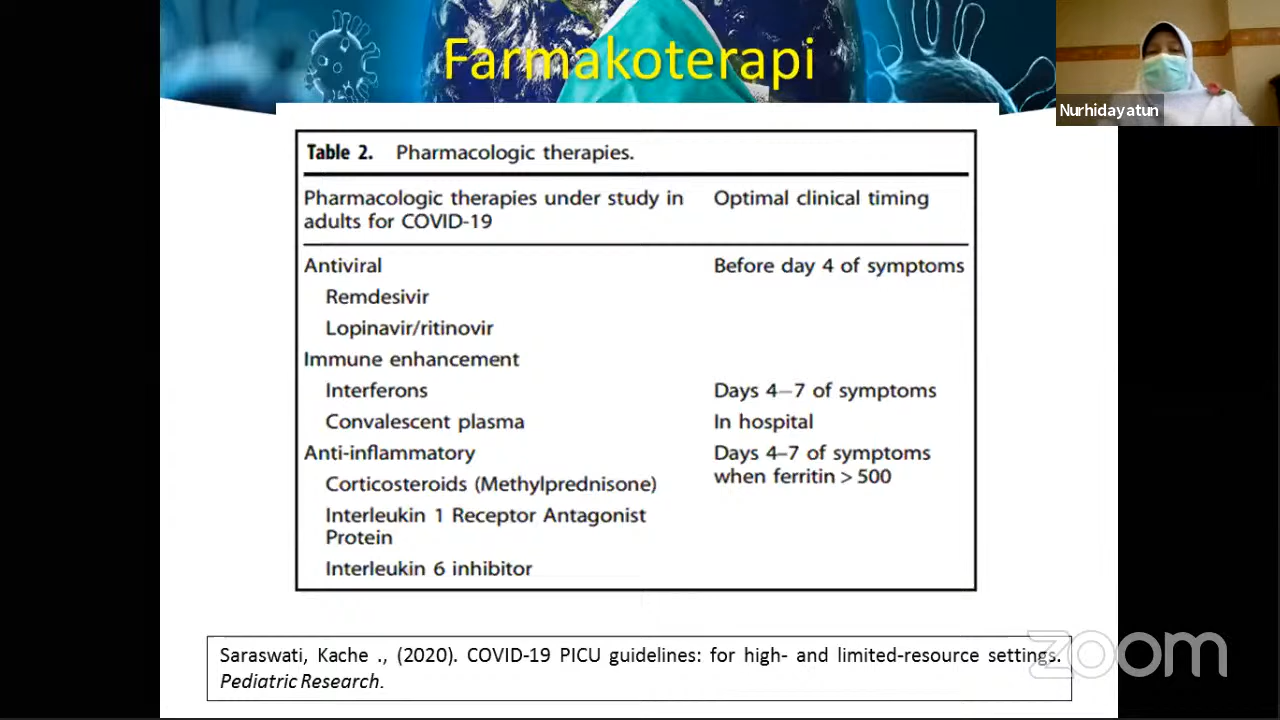 Farmakoterapi
Nurhidayatun
Table 2. Pharmacologic therapies.
Pharmacologic therapies under study in adults for COVID-19
Optimal clinical timing
Antiviral
Before day 4 of symptoms
Remdesivir
Lopinavir/ritinovir
Immune enhancement
Interferons
Days 4–7 of symptoms
Convalescent plasma
In hospital
Anti-inflammatory
Days 4–7 of symptoms
when ferritin > 500
Corticosteroids (Methylprednisone)
Interleukin 1 Receptor Antagonist
Protein
Interleukin 6 inhibitor
Saraswati, Kache ., (2020). COVID-19 PICU guidelines: for high- and limited-resource settings.
Pediatric Research.
zoom